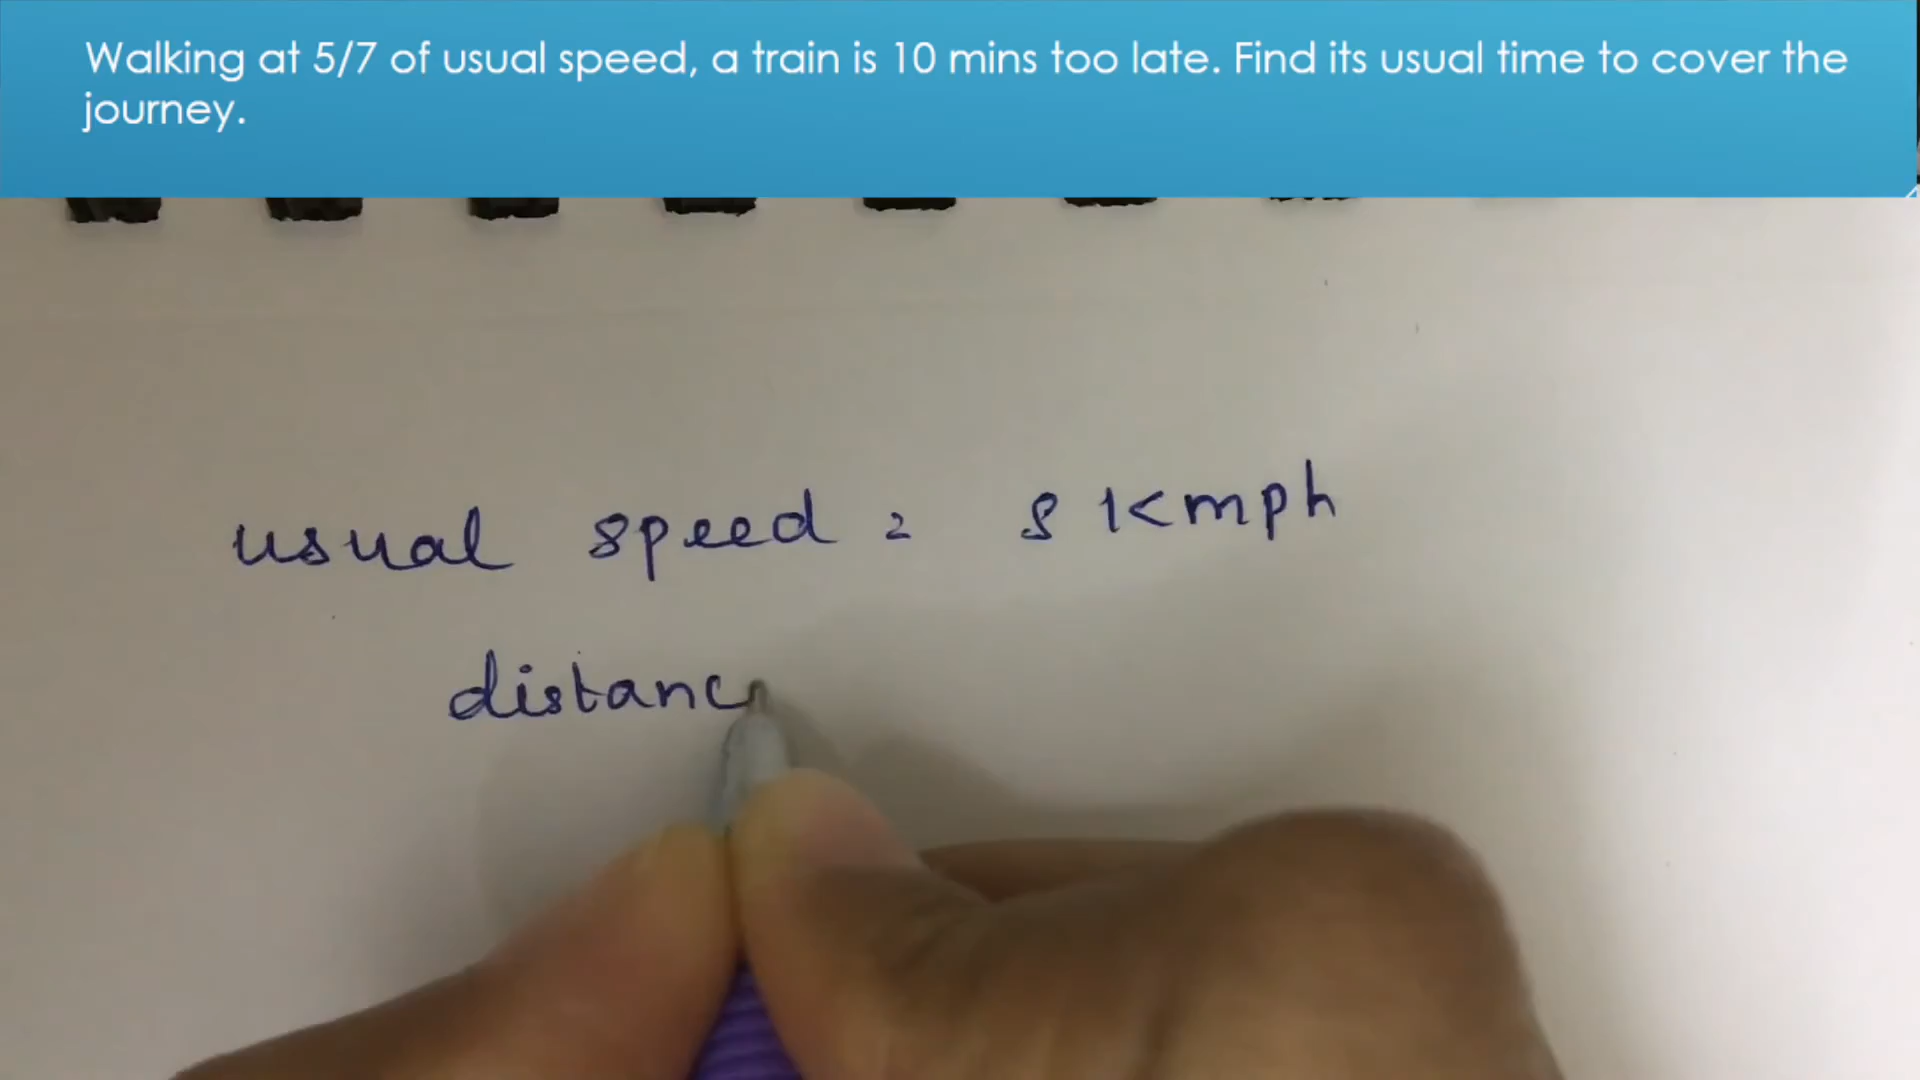 Walking at 5/7 of usual speed, a train is 10 mins too late. Find its usual time to cover the
journey.
usual speed = s Kmph
distanc